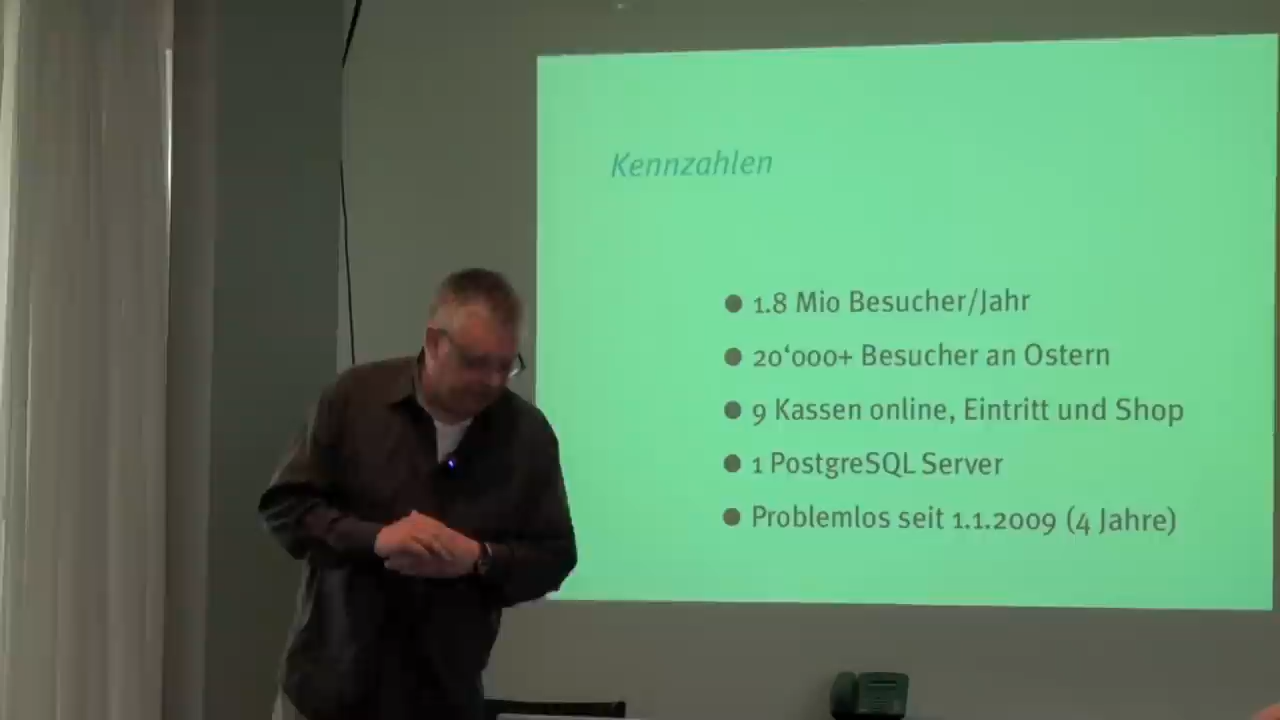 Kennzahlen
● 1.8 Mio Besucher/Jahr
● 20‘000+ Besucher an Ostern
● 9 Kassen online, Eintritt und Shop
● 1 PostgreSQL Server
● Problemlos seit 1.1.2009 (4 Jahre)